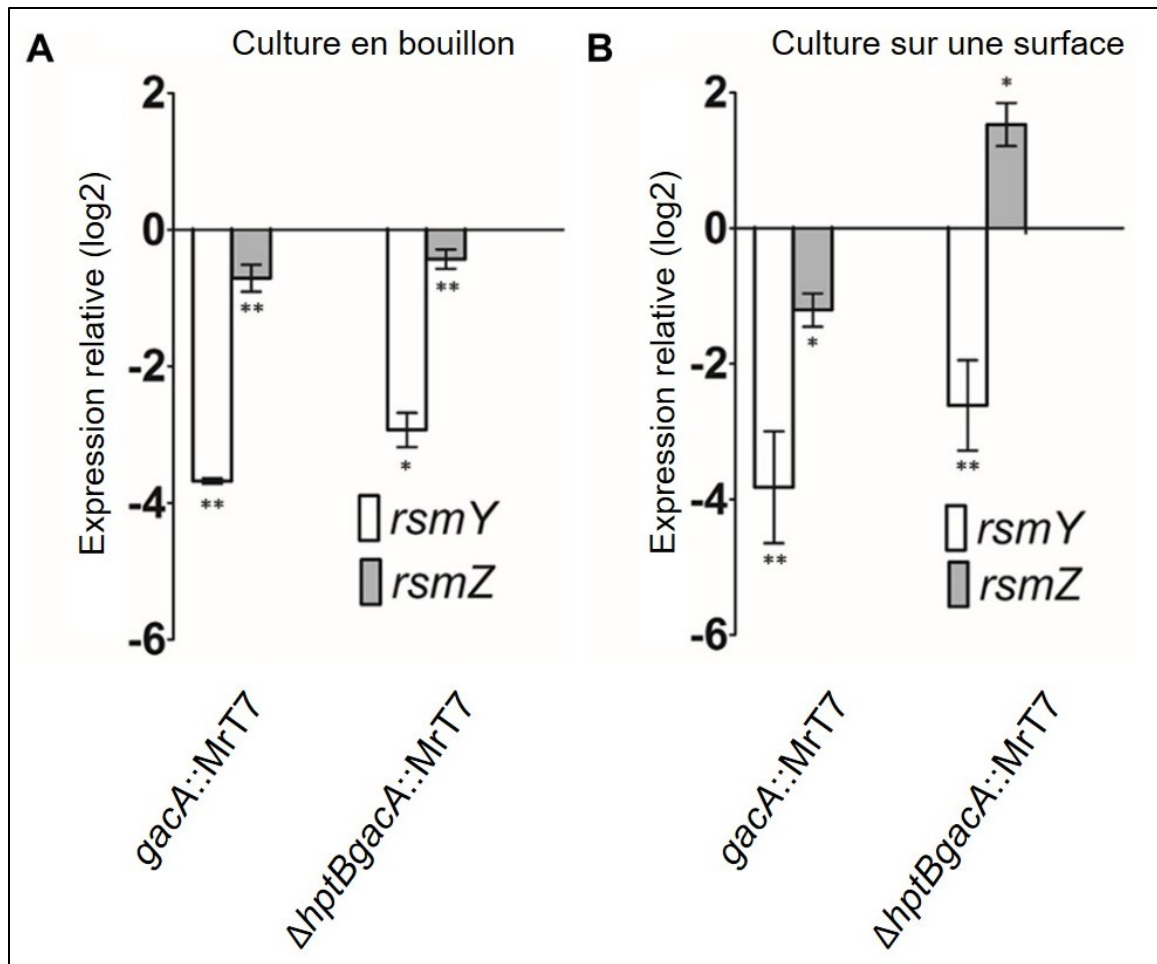 A
Culture en bouillon
Expression relative (log2)
2
0
-2
-4
-6
**
**
*
**
rsmY
rsmZ
gacA::MrT7
ΔhptBgacA::MrT7
B
Culture sur une surface
Expression relative (log2)
2
0
-2
-4
-6
**
*
**
*
rsmY
rsmZ
gacA::MrT7
ΔhptBgacA::MrT7